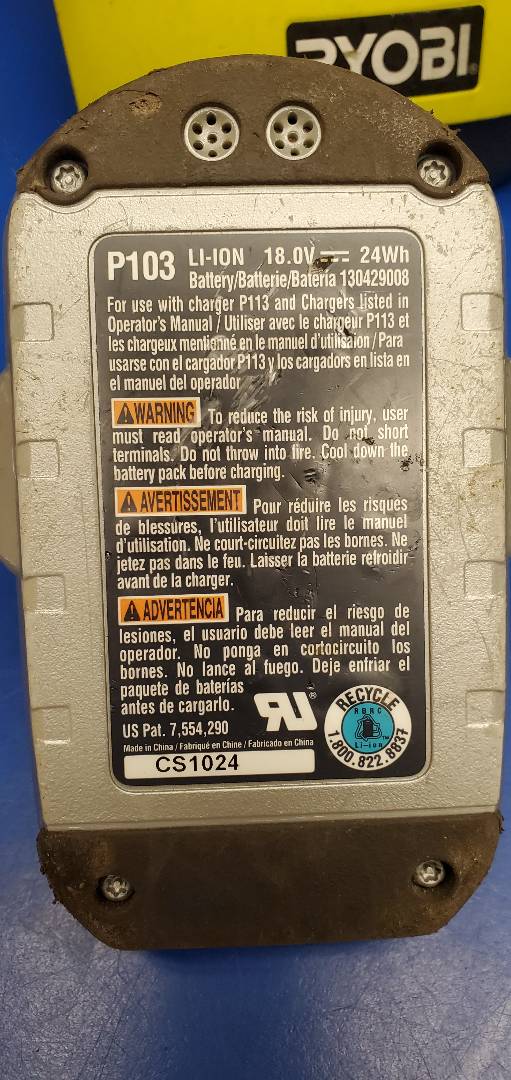 RYOBI
P103 LI-ION 18.0V 24Wh
Battery/Batterie/Bateria 130429008
For use with charger P113 and Chargers listed in
Operator's Manual / Utiliser avec le chargeur P113 et
les chargeux mentionné en le manuel d'utilisaion / Para
usarse con el cargador P113 y los cargadors en lista en
el manuel del operador
WARNING To reduce the risk of injury, user
must read operator's manual. Do not short
terminals. Do not throw into fire. Cool down the
battery pack before charging.
AVERTISSEMENT Pour réduire les risques
de blessures, l'utilisateur doit lire le manuel
d'utilisation. Ne court-circuitez pas les bornes. Ne
jetez pas dans le feu. Laisser la batterie refroidir
avant de la charger.
ADVERTENCIA Para reducir el riesgo de
lesiones, el usuario debe leer el manual del
operador. No ponga en cortocircuito los
bornes. No lance al fuego. Deje enfriar el
paquete de baterías
antes de cargarlo.
US Pat. 7,554,290
Made in China / Fabriqué en Chine / Fabricado en China
CS1024
RU®
RECYCLE
RBRC
Li-ion
TM
1.800.822.8837